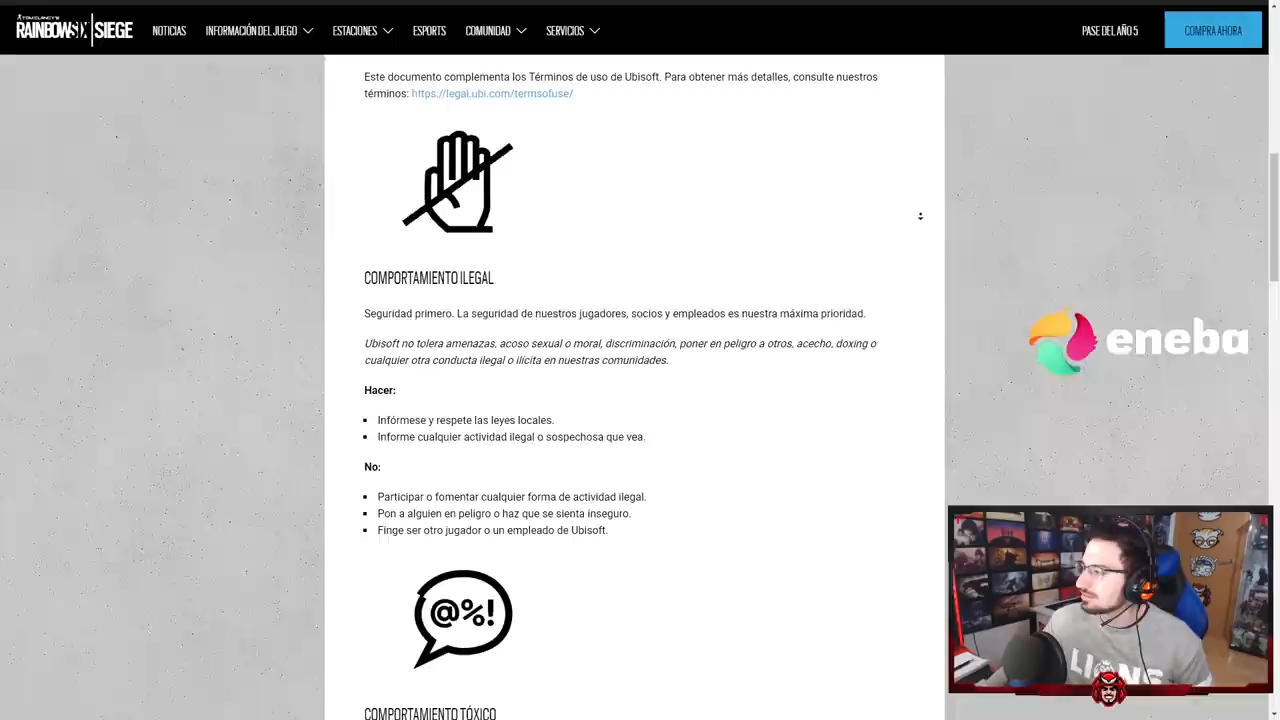 TOM CLANCY'S
RAINBOWSIX|SIEGE
NOTICIAS
INFORMACIÓN DEL JUEGO
ESTACIONES
ESPORTS
COMUNIDAD
SERVICIOS
PASE DEL AÑO 5
COMPRA AHORA
Este documento complementa los Términos de uso de Ubisoft. Para obtener más detalles, consulte nuestros
términos: https://legal.ubi.com/termsofuse/
COMPORTAMIENTO ILEGAL
Seguridad primero. La seguridad de nuestros jugadores, socios y empleados es nuestra máxima prioridad.
Ubisoft no tolera amenazas, acoso sexual o moral, discriminación, poner en peligro a otros, acecho, doxing o
cualquier otra conducta ilegal o ilícita en nuestras comunidades.
Hacer:
Infórmese y respete las leyes locales.
Informe cualquier actividad ilegal o sospechosa que vea.
No:
Participar o fomentar cualquier forma de actividad ilegal.
Pon a alguien en peligro o haz que se sienta inseguro.
Finge ser otro jugador o un empleado de Ubisoft.
@%!
COMPORTAMIENTO TÓXICO
eneba
LIONS